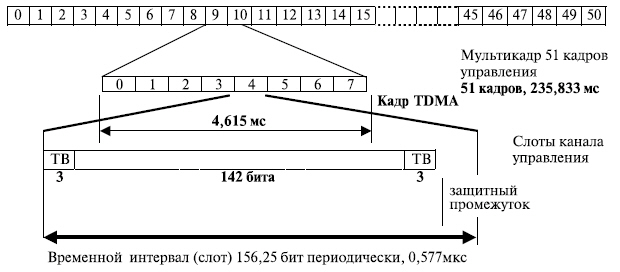 0 1 2 3 4 5 6 7 8 9 10 11 12 13 14 15 45 46 47 48 49 50
Мультикадр 51 кадров
управления
51 кадров, 235,833 мс
0 1 2 3 4 5 6 7
Кадр TDMA
4,615 мс
Слоты канала
управления
ТВ ТВ
3 142 бита 3
защитный
промежуток
Временной интервал (слот) 156,25 бит периодически, 0,577мкс